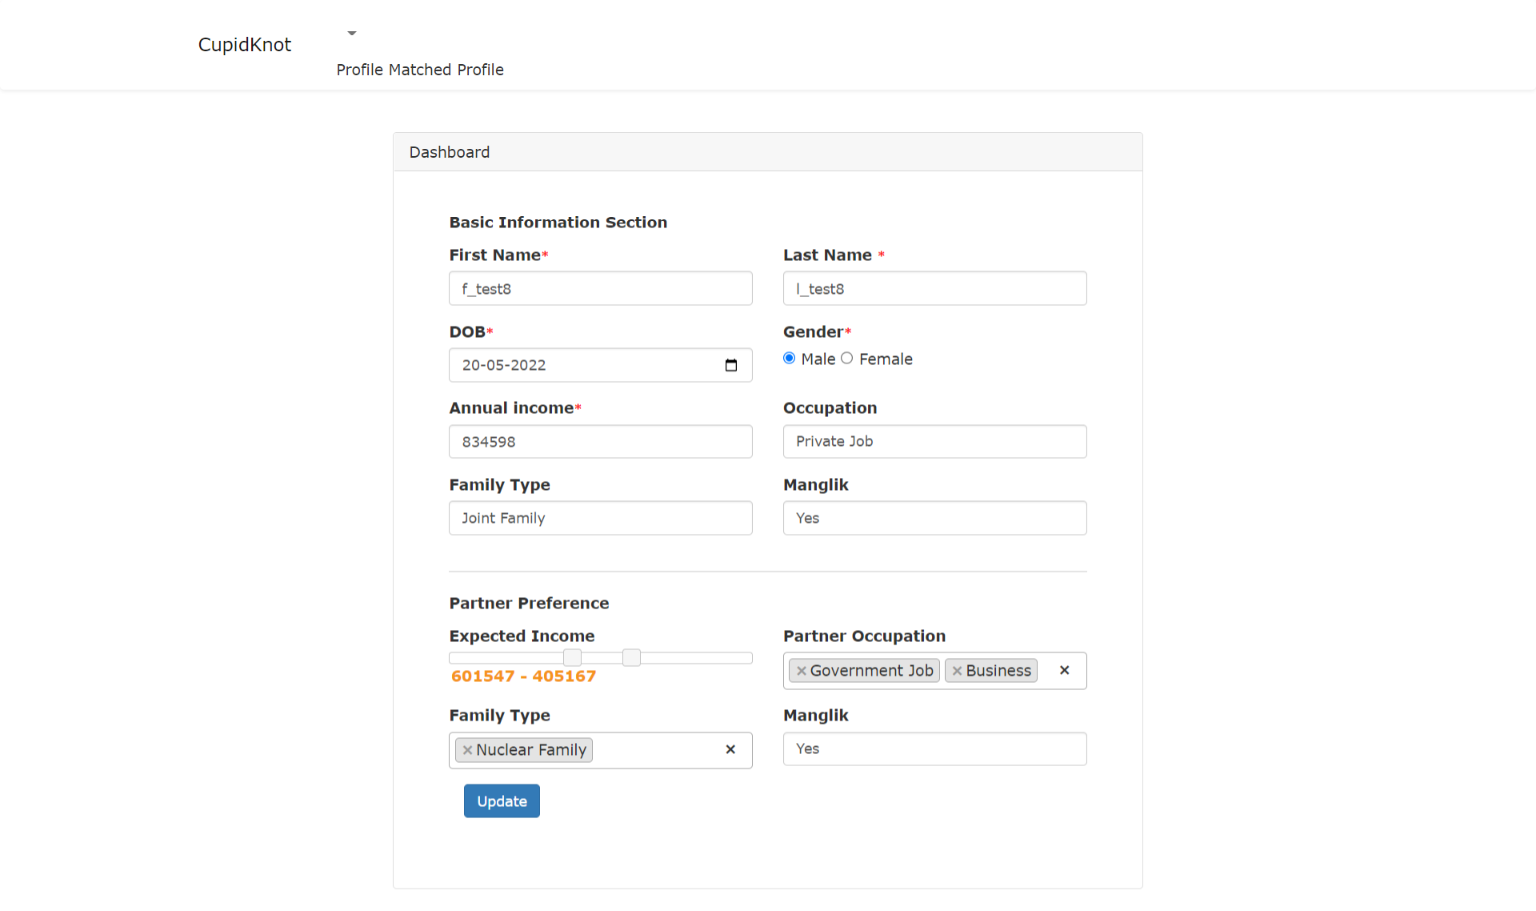 CupidKnot
Profile Matched Profile
Dashboard
Basic Information Section
First Name* Last Name *
f_test8 l_test8
DOB* Gender*
20-05-2022 Male Female
Annual income* Occupation
834598 Private Job
Family Type Manglik
Joint Family Yes
Partner Preference
Expected Income Partner Occupation
601547 - 405167 ×Government Job ×Business ×
Family Type Manglik
×Nuclear Family × Yes
Update